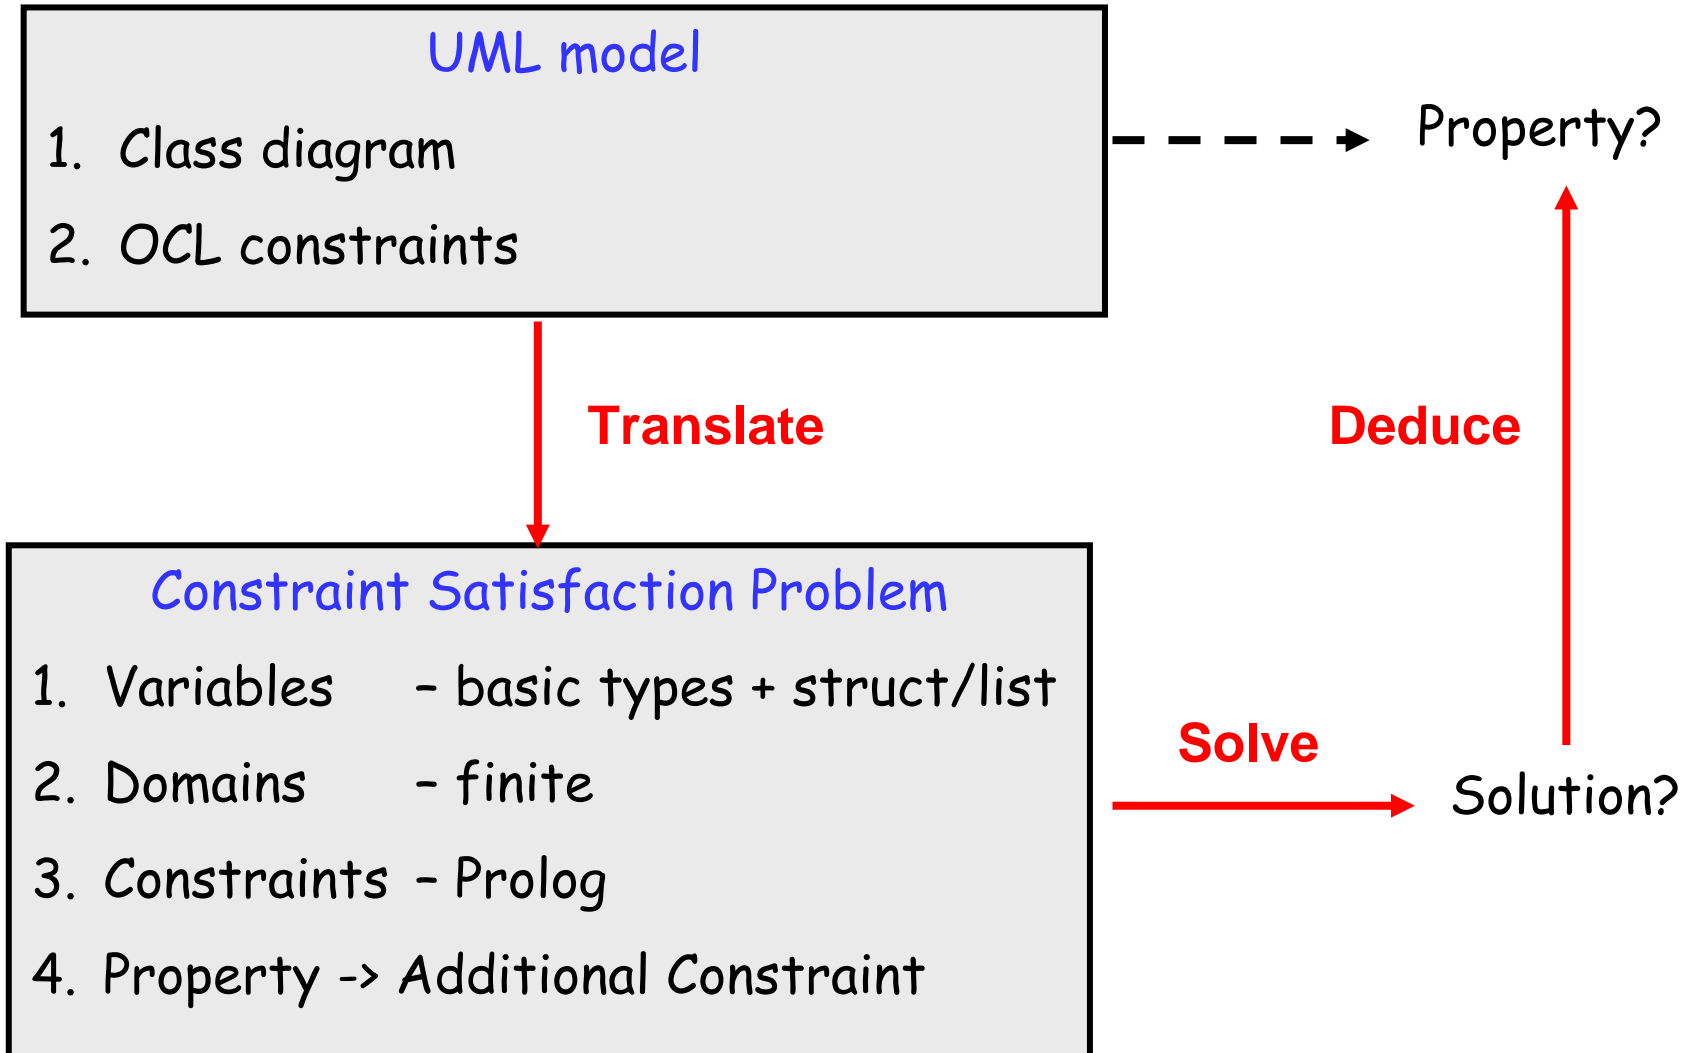 UML model
1. Class diagram
2. OCL constraints
Property?
Translate
Deduce
Constraint Satisfaction Problem
1. Variables – basic types + struct/list
2. Domains – finite
3. Constraints – Prolog
4. Property -> Additional Constraint
Solve
Solution?